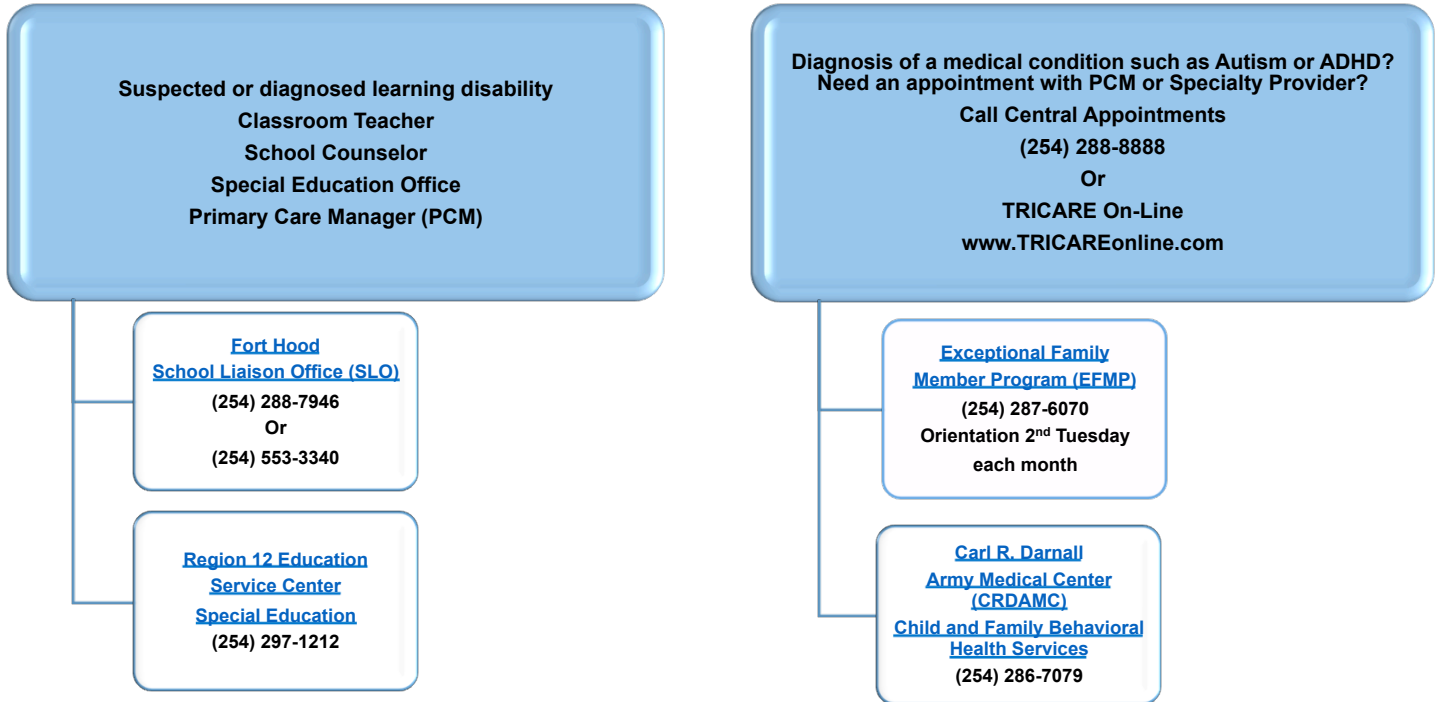 Suspected or diagnosed learning disability
Classroom Teacher
School Counselor
Special Education Office
Primary Care Manager (PCM)
Fort Hood
School Liaison Office (SLO)
(254) 288-7946
Or
(254) 553-3340
Region 12 Education
Service Center
Special Education
(254) 297-1212
Diagnosis of a medical condition such as Autism or ADHD?
Need an appointment with PCM or Specialty Provider?
Call Central Appointments
(254) 288-8888
Or
TRICARE On-Line
www.TRICAREonline.com
Exceptional Family
Member Program (EFMP)
(254) 287-6070
Orientation 2nd Tuesday
each month
Carl R. Darnall
Army Medical Center
(CRDAMC)
Child and Family Behavioral
Health Services
(254) 286-7079